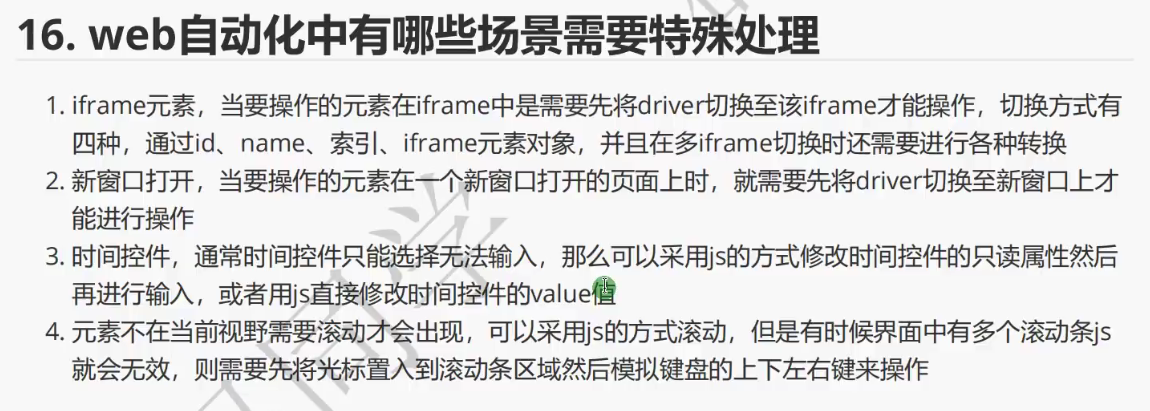 16. web自动化中有哪些场景需要特殊处理
1. iframe元素，当要操作的元素在iframe中是需要先将driver切换至该iframe才能操作，切换方式有
四种，通过id、name、索引、iframe元素对象，并且在多iframe切换时还需要进行各种转换
2. 新窗口打开，当要操作的元素在一个新窗口打开的页面上时，就需要先将driver切换至新窗口上才
能进行操作
3. 时间控件，通常时间控件只能选择无法输入，那么可以采用js的方式修改时间控件的只读属性然后
再进行输入，或者用js直接修改时间控件的value值
4. 元素不在当前视野需要滚动才会出现，可以采用js的方式滚动，但是有时候界面中有多个滚动条js
就会无效，则需要先将光标置入到滚动条区域然后模拟键盘的上下左右键来操作
同学